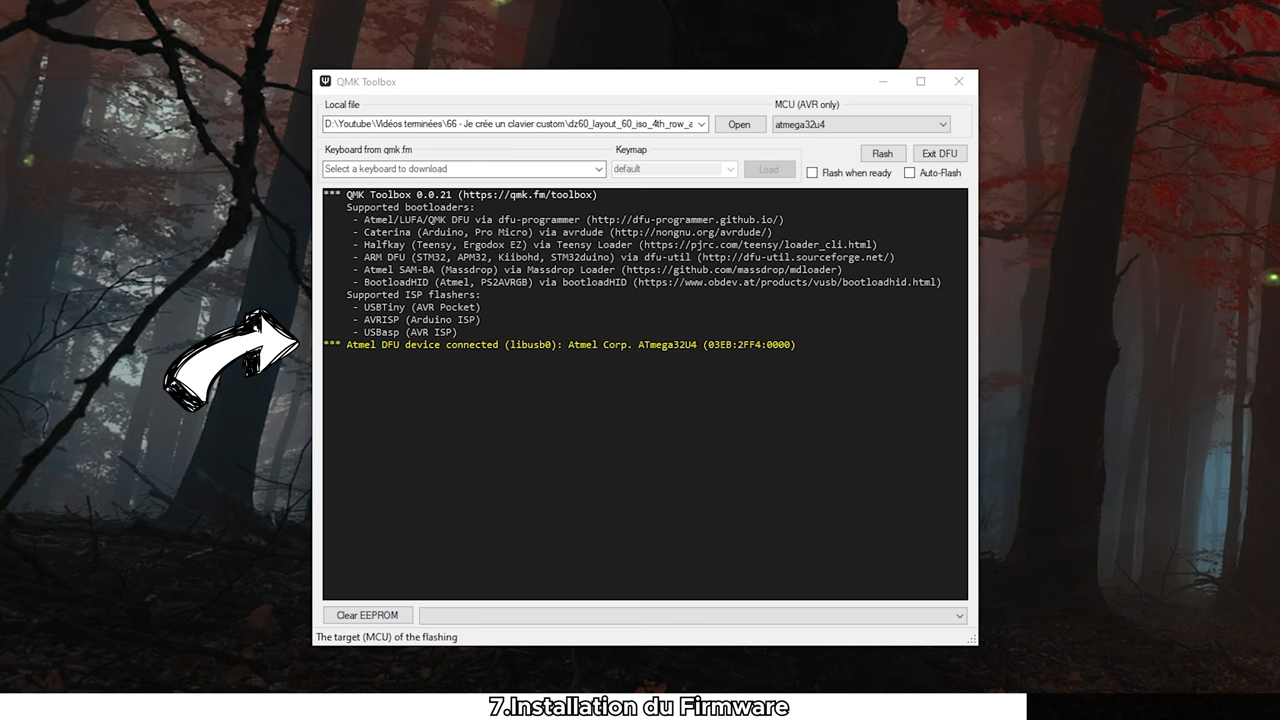 QMK Toolbox
Local file
MCU (AVR only)
D:\Youtube\Vidéos terminées\66 - Je crée un clavier custom\dz60_layout_60_iso_4th_row_a
Open
atmega32u4
Keyboard from qmk.fm
Keymap
Flash
Exit DFU
Select a keyboard to download
default
Load
Flash when ready
Auto-Flash
*** QMK Toolbox 0.0.21 (https://qmk.fm/toolbox)
Supported bootloaders:
- Atmel/LUFA/QMK DFU via dfu-programmer (http://dfu-programmer.github.io/)
- Caterina (Arduino, Pro Micro) via avrdude (http://nongnu.org/avrdude/)
- Halfkay (Teensy, Ergodox EZ) via Teensy Loader (https://pjrc.com/teensy/loader_cli.html)
- ARM DFU (STM32, APM32, Kiibohd, STM32duino) via dfu-util (http://dfu-util.sourceforge.net/)
- Atmel SAM-BA (Massdrop) via Massdrop Loader (https://github.com/massdrop/mdloader)
- BootloadHID (Atmel, PS2AVRGB) via bootloadHID (https://www.obdev.at/products/vusb/bootloadhid.html)
Supported ISP flashers:
- USBTiny (AVR Pocket)
- AVRISP (Arduino ISP)
- USBasp (AVR ISP)
*** Atmel DFU device connected (libusb0): Atmel Corp. ATmega32U4 (03EB:2FF4:0000)
Clear EEPROM
The target (MCU) of the flashing
7.Installation du Firmware